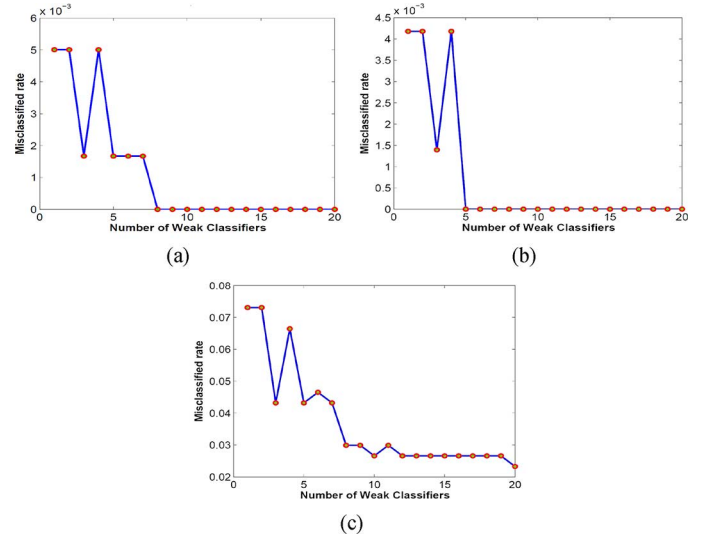 6 × 10⁻³
5
4
3
2
1
0
Misclassified rate
0 5 10 15 20
Number of Weak Classifiers
(a)
4.5 × 10⁻³
4
3.5
3
2.5
2
1.5
1
0.5
0
Misclassified rate
0 5 10 15 20
Number of Weak Classifiers
(b)
0.08
0.07
0.06
0.05
0.04
0.03
0.02
Misclassified rate
0 5 10 15 20
Number of Weak Classifiers
(c)